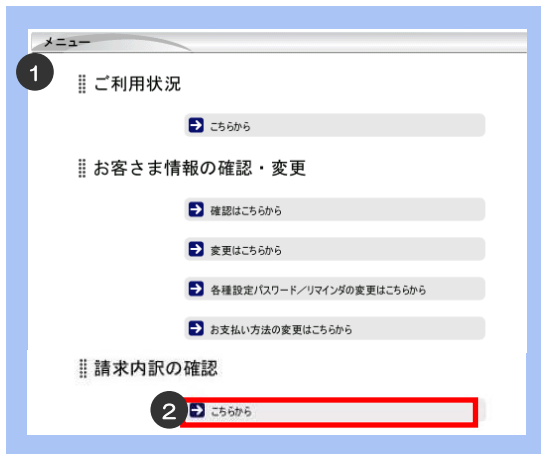 メニュー
1
ご利用状況
こちらから
お客さま情報の確認・変更
確認はこちらから
変更はこちらから
各種設定パスワード／リマインダの変更はこちらから
お支払い方法の変更はこちらから
請求内訳の確認
2 こちらから